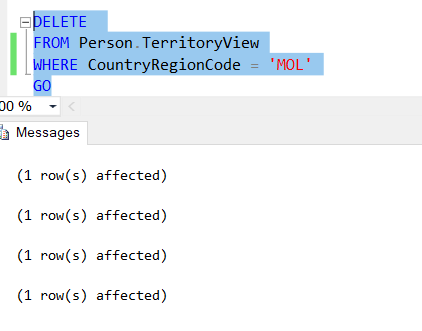 DELETE
FROM Person.TerritoryView
WHERE CountryRegionCode = 'MOL'
GO
00 %
Messages
(1 row(s) affected)
(1 row(s) affected)
(1 row(s) affected)
(1 row(s) affected)